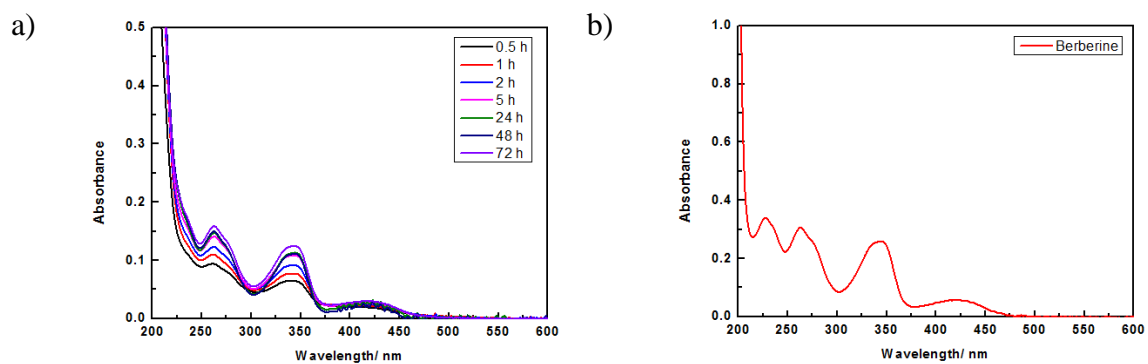 a)
0.5
0.4
0.3
0.2
0.1
0.0
Absorbance
200 250 300 350 400 450 500 550 600
Wavelength/ nm
0.5 h
1 h
2 h
5 h
24 h
48 h
72 h
b)
1.0
0.8
0.6
0.4
0.2
0.0
Absorbance
200 250 300 350 400 450 500 550 600
Wavelength/ nm
Berberine